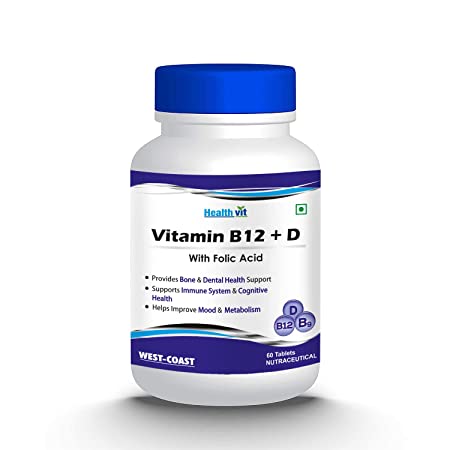 Healthvit
Vitamin B12 + D
With Folic Acid
• Provides Bone & Dental Health Support
• Supports Immune System & Cognitive
Health
• Helps Improve Mood & Metabolism
D
B12 B9
WEST-COAST
60 Tablets
NUTRACEUTICAL